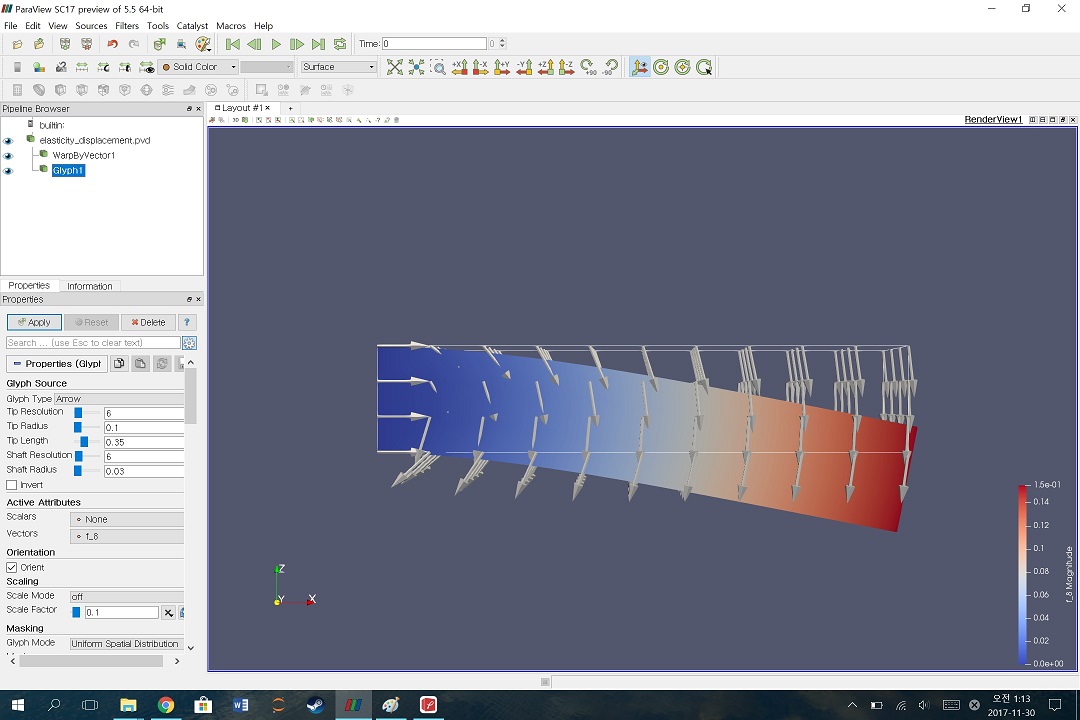 ParaView SC17 preview of 5.5 64-bit
File Edit View Sources Filters Tools Catalyst Macros Help
Time: 0 0
Solid Color Surface +X -X +Y -Y +Z -Z +90 -90
Pipeline Browser
Layout #1 +
3D RenderView1
builtin:
elasticity_displacement.pvd
WarpByVector1
Glyph1
Properties Information
Properties
Apply Reset Delete ?
Search ... (use Esc to clear text)
Properties (Glypt
Glyph Source
Glyph Type Arrow
Tip Resolution 6
Tip Radius 0.1
Tip Length 0.35
Shaft Resolution 6
Shaft Radius 0.03
Invert
Active Attributes
Scalars None
Vectors f_8
Orientation
Orient
Scaling
Scale Mode off
Scale Factor 0.1
Masking
Glyph Mode Uniform Spatial Distribution
Z
Y
X
1.5e-01
0.14
0.12
0.1
0.08
0.06
0.04
0.02
0.0e+00
f_8 Magnitude
오전 1:13
2017-11-30